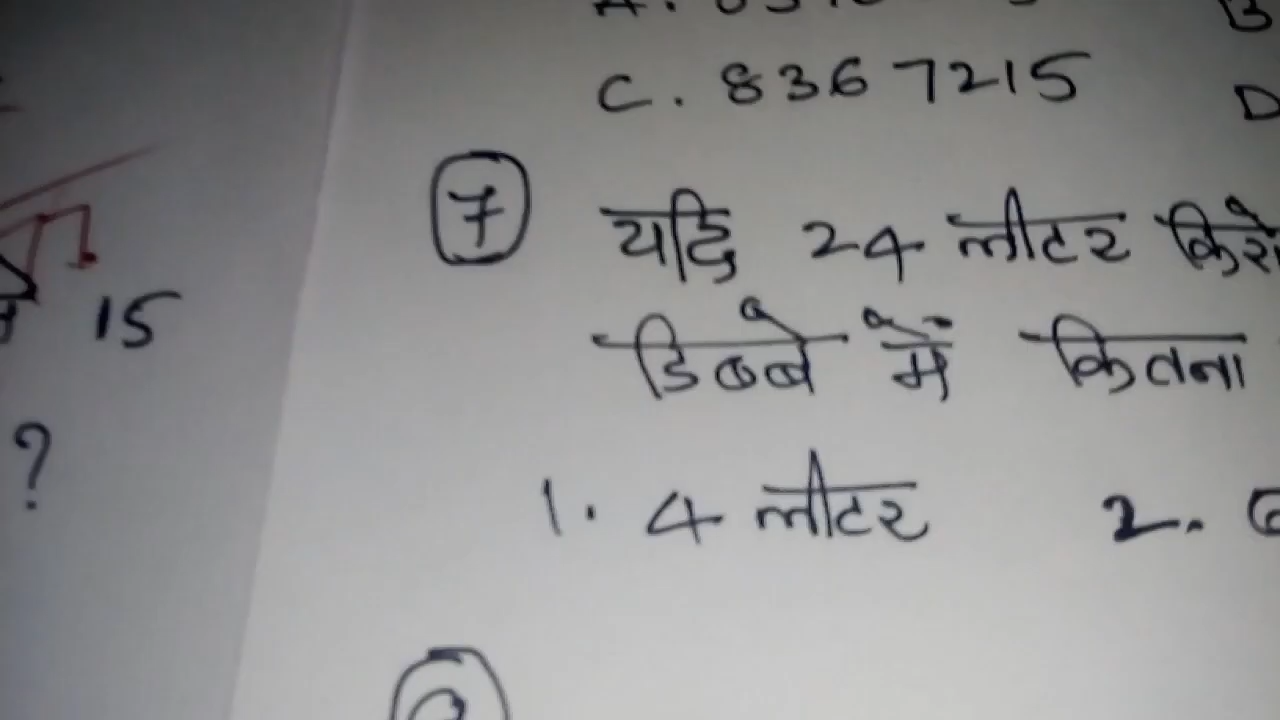 C. 8367215
D
7 यदि 24 लीटर
डिब्बे में कितना
1. 4 लीटर 2.
15
?